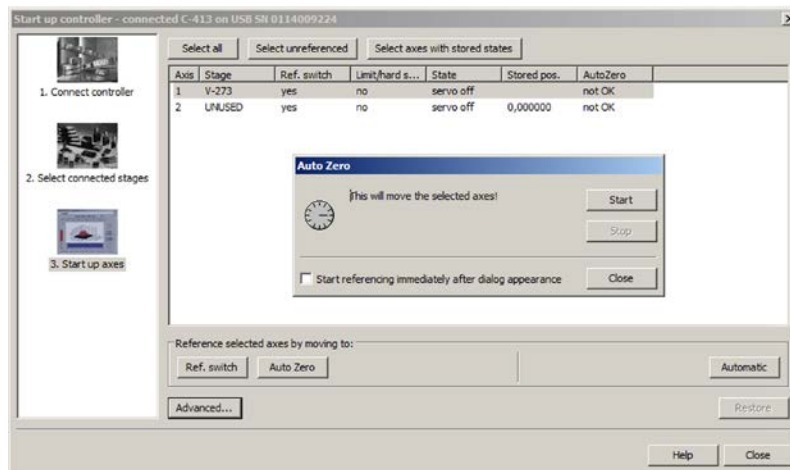 Start up controller - connected C-413 on USB SN 0114009224
Select all Select unreferenced Select axes with stored states
Axis Stage Ref. switch Limit/hard s... State Stored pos. AutoZero
1 V-273 yes no servo off not OK
2 UNUSED yes no servo off 0,000000 not OK
1. Connect controller
2. Select connected stages
3. Start up axes
Auto Zero
This will move the selected axes!
Start
Stop
Start referencing immediately after dialog appearance
Close
Reference selected axes by moving to:
Ref. switch Auto Zero Automatic
Advanced... Restore
Help Close